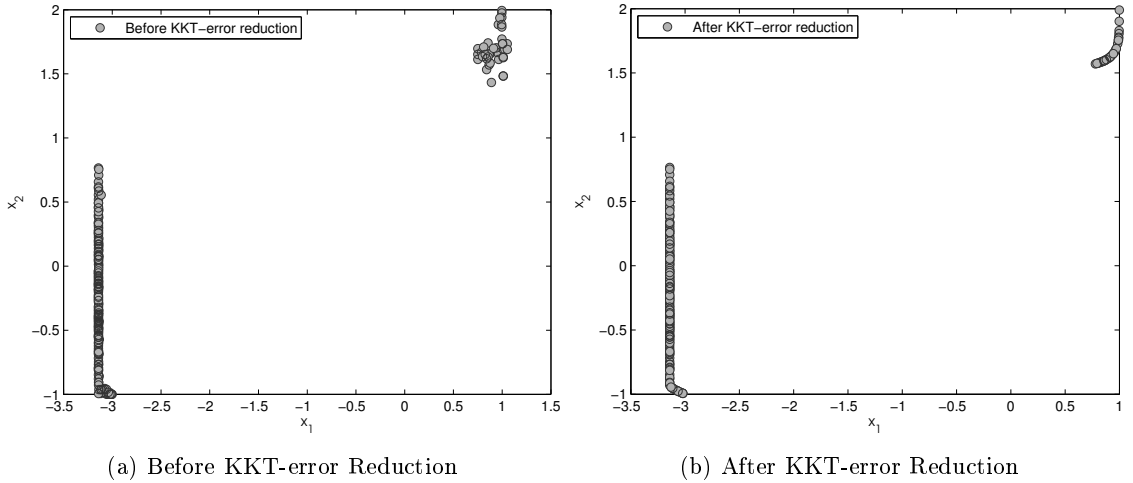 Before KKT−error reduction
2
1.5
1
0.5
0
−0.5
−1
x2
−3.5 −3 −2.5 −2 −1.5 −1 −0.5 0 0.5 1 1.5
x1
(a) Before KKT-error Reduction
After KKT−error reduction
2
1.5
1
0.5
0
−0.5
−1
x2
−3.5 −3 −2.5 −2 −1.5 −1 −0.5 0 0.5 1
x1
(b) After KKT-error Reduction